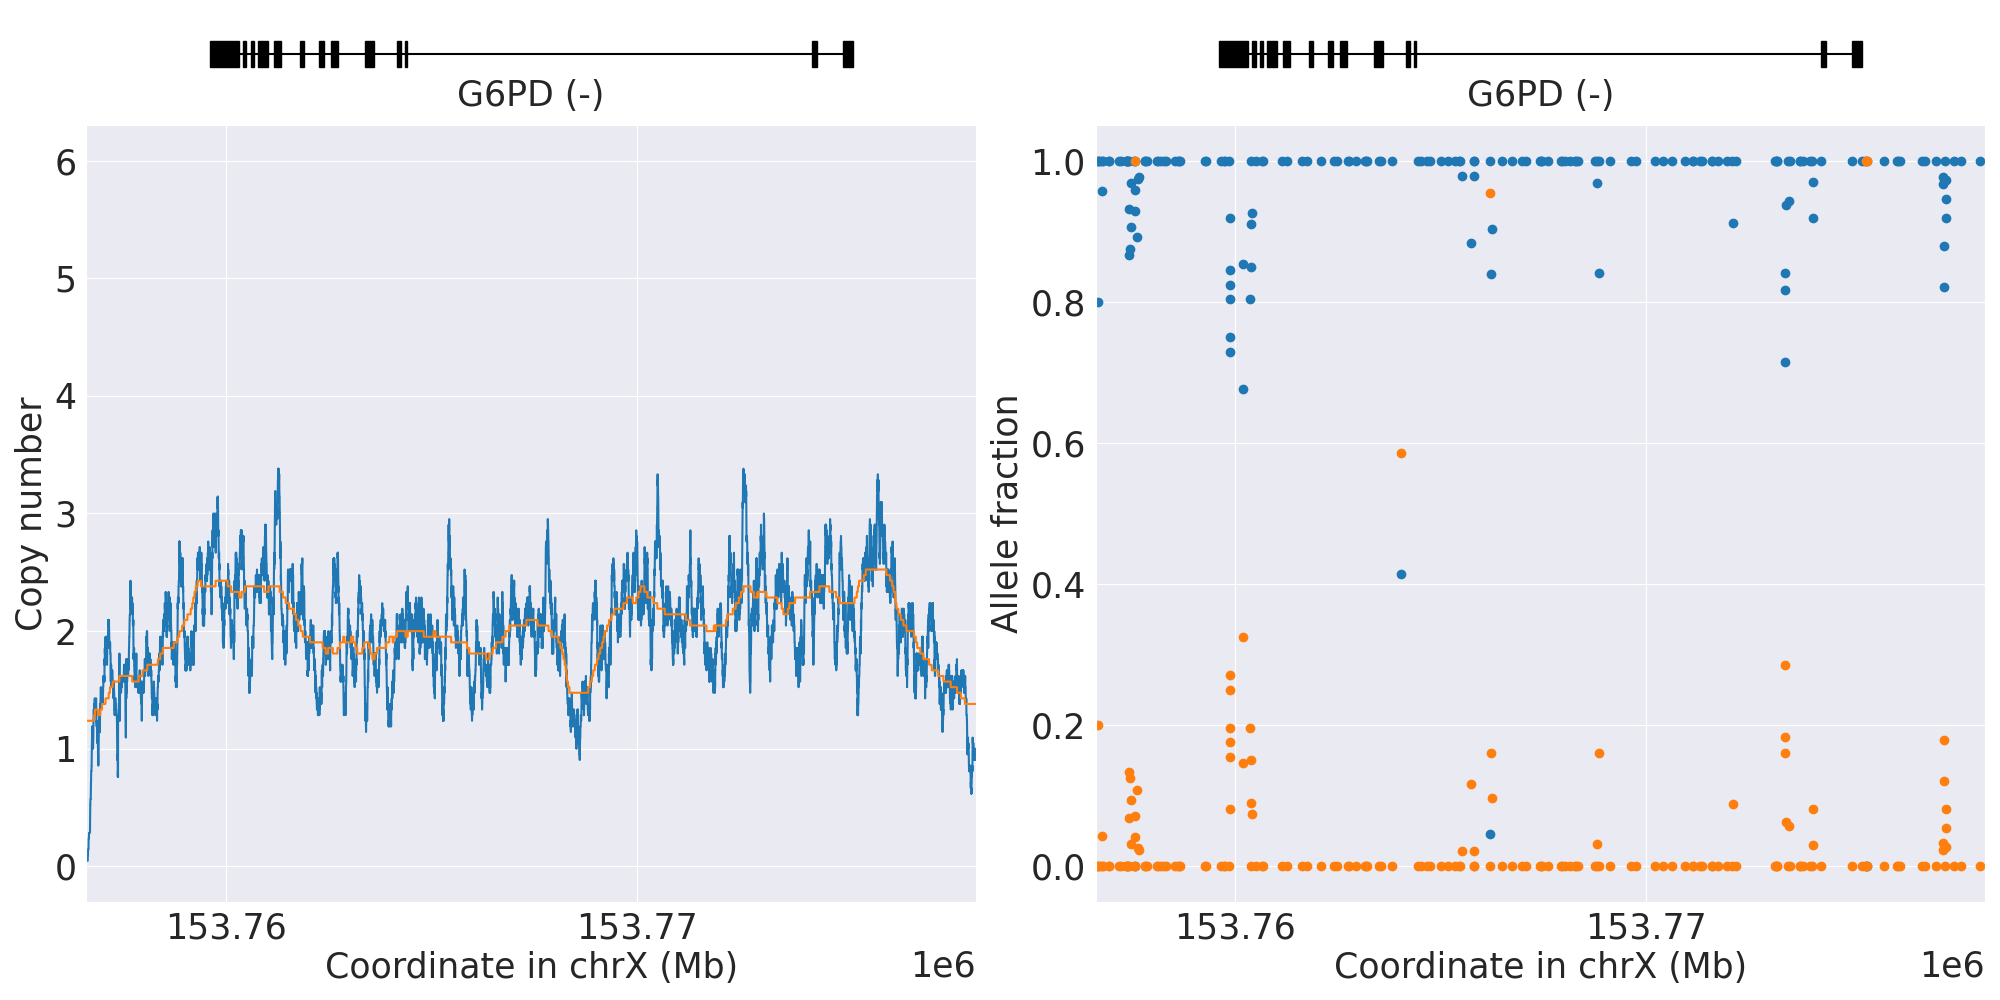 G6PD (-)
6
5
4
3
2
1
0
Copy number
153.76
153.77
Coordinate in chrX (Mb)
1e6
G6PD (-)
1.0
0.8
0.6
0.4
0.2
0.0
Allele fraction
153.76
153.77
Coordinate in chrX (Mb)
1e6